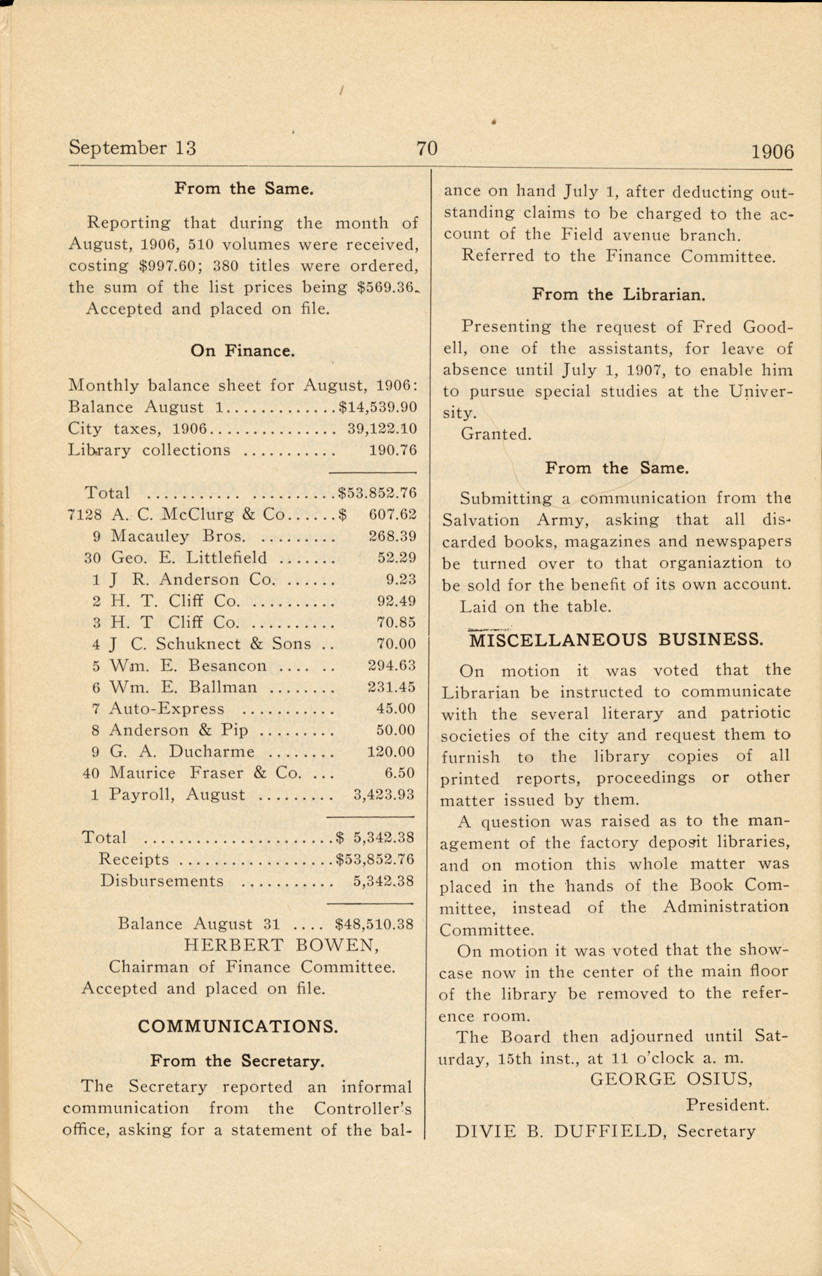 September 13 70 1906
From the Same.
Reporting that during the month of
August, 1906, 510 volumes were received,
costing $997.60; 380 titles were ordered,
the sum of the list prices being $569.36.
Accepted and placed on file.
On Finance.
Monthly balance sheet for August, 1906:
Balance August 1.............$14,539.90
City taxes, 1906............... 39,122.10
Library collections ........... 190.76
Total ........... ..........$53.852.76
7128 A. C. McClurg & Co......$ 607.62
9 Macauley Bros. ......... 268.39
30 Geo. E. Littlefield ....... 52.29
1 J R. Anderson Co. ...... 9.23
2 H. T. Cliff Co. .......... 92.49
3 H. T Cliff Co. .......... 70.85
4 J C. Schuknect & Sons .. 70.00
5 Wm. E. Besancon .... .. 294.63
6 Wm. E. Ballman ........ 231.45
7 Auto-Express ........... 45.00
8 Anderson & Pip ......... 50.00
9 G. A. Ducharme ........ 120.00
40 Maurice Fraser & Co. ... 6.50
1 Payroll, August ......... 3,423.93
Total ......................$ 5,342.38
Receipts ..................$53,852.76
Disbursements ........... 5,342.38
Balance August 31 .... $48,510.38
HERBERT BOWEN,
Chairman of Finance Committee.
Accepted and placed on file.
COMMUNICATIONS.
From the Secretary.
The Secretary reported an informal
communication from the Controller's
office, asking for a statement of the bal-
ance on hand July 1, after deducting out-
standing claims to be charged to the ac-
count of the Field avenue branch.
Referred to the Finance Committee.
From the Librarian.
Presenting the request of Fred Good-
ell, one of the assistants, for leave of
absence until July 1, 1907, to enable him
to pursue special studies at the Univer-
sity.
Granted.
From the Same.
Submitting a communication from the
Salvation Army, asking that all dis-
carded books, magazines and newspapers
be turned over to that organiaztion to
be sold for the benefit of its own account.
Laid on the table.
MISCELLANEOUS BUSINESS.
On motion it was voted that the
Librarian be instructed to communicate
with the several literary and patriotic
societies of the city and request them to
furnish to the library copies of all
printed reports, proceedings or other
matter issued by them.
A question was raised as to the man-
agement of the factory deposit libraries,
and on motion this whole matter was
placed in the hands of the Book Com-
mittee, instead of the Administration
Committee.
On motion it was voted that the show-
case now in the center of the main floor
of the library be removed to the refer-
ence room.
The Board then adjourned until Sat-
urday, 15th inst., at 11 o'clock a. m.
GEORGE OSIUS,
President.
DIVIE B. DUFFIELD, Secretary